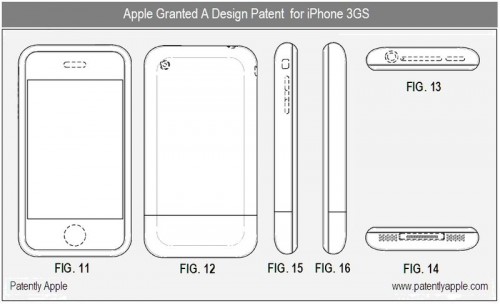 Apple Granted A Design Patent for iPhone 3GS
FIG. 13
FIG. 11
FIG. 12
FIG. 15
FIG. 16
FIG. 14
Patently Apple
www.patentlyapple.com